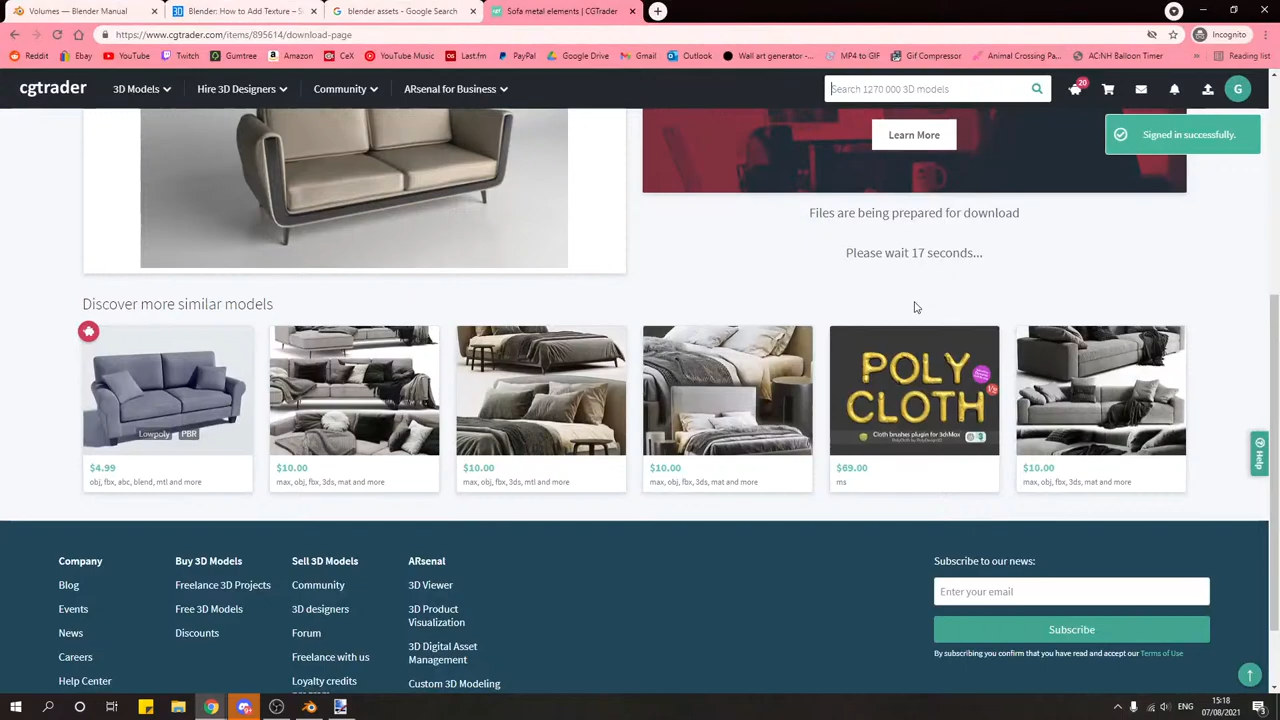 Volumes — Blender Manual
Blender: How to Add Texture – S...
blender assets - Google Search
Sofa metal elements | CGTrader
https://www.cgtrader.com/items/895614/download-page
Incognito
Reddit
Ebay
YouTube
Twitch
Gumtree
Amazon
CeX
YouTube Music
Last.fm
PayPal
Google Drive
Gmail
Outlook
Wall art generator -...
MP4 to GIF
Gif Compressor
Animal Crossing Pa...
AC:NH Balloon Timer
Reading list
cgtrader
3D Models
Hire 3D Designers
Community
ARsenal for Business
Search 1270 000 3D models
20
G
Signed in successfully.
Learn More
Files are being prepared for download
Please wait 17 seconds...
Discover more similar models
Lowpoly PBR
POLY
CLOTH
V2
Cloth brushes plugin for 3dsMax
$4.99
obj, fbx, abc, blend, mtl and more
$10.00
max, obj, fbx, 3ds, mat and more
$10.00
max, obj, fbx, 3ds, mtl and more
$10.00
max, obj, fbx, 3ds, mat and more
$69.00
ms
$10.00
max, obj, fbx, 3ds, mat and more
Help
Company
Blog
Events
News
Careers
Help Center
Buy 3D Models
Freelance 3D Projects
Free 3D Models
Discounts
Sell 3D Models
Community
3D designers
Forum
Freelance with us
Loyalty credits
program
ARsenal
3D Viewer
3D Product
Visualization
3D Digital Asset
Management
Custom 3D Modeling
Subscribe to our news:
Enter your email
Subscribe
By subscribing you confirm that you have read and accept our Terms of Use
ENG
15:18
07/08/2021
3